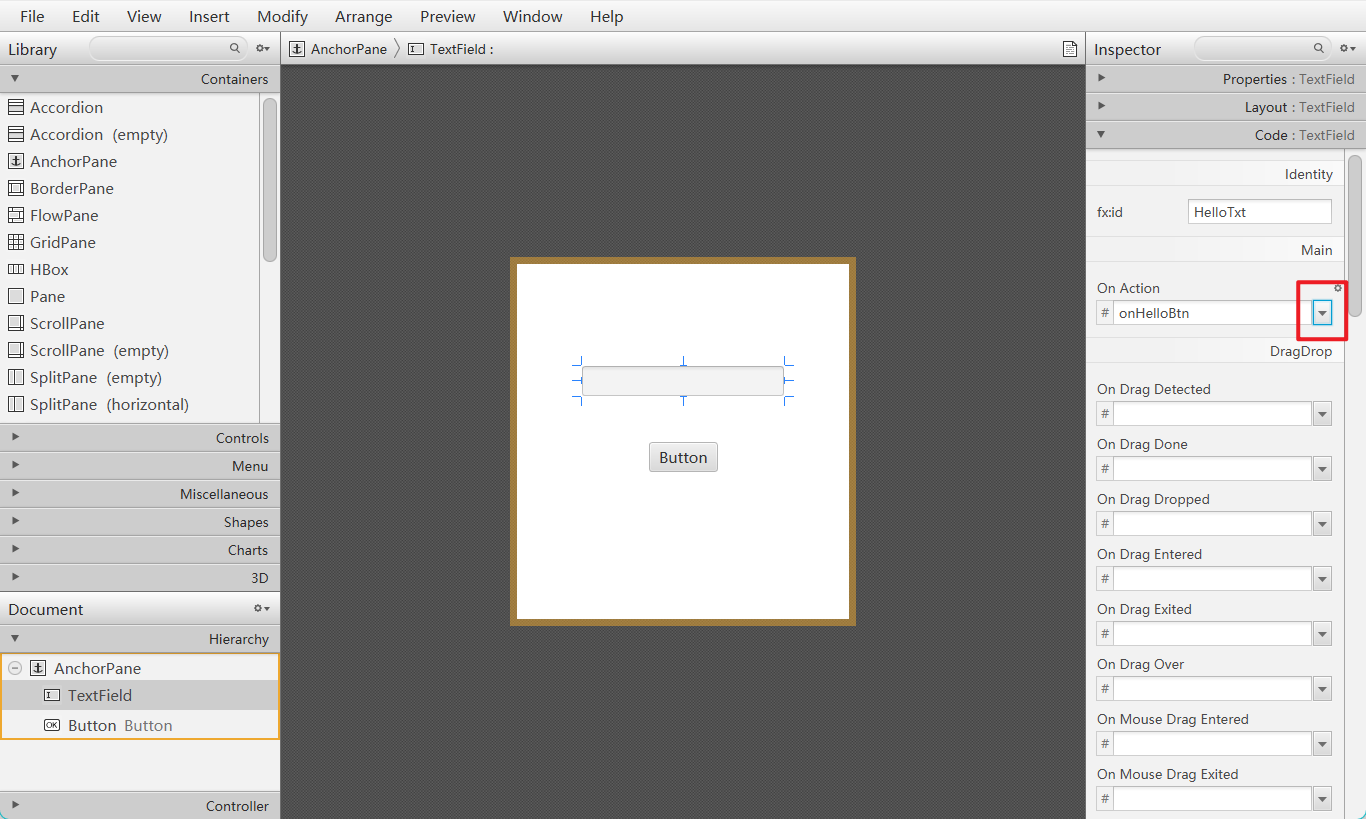 File Edit View Insert Modify Arrange Preview Window Help
Library
AnchorPane TextField :
Inspector
Containers
Accordion
Accordion (empty)
AnchorPane
BorderPane
FlowPane
GridPane
HBox
Pane
ScrollPane
ScrollPane (empty)
SplitPane (empty)
SplitPane (horizontal)
Controls
Menu
Miscellaneous
Shapes
Charts
3D
Document
Hierarchy
AnchorPane
TextField
OK Button Button
Controller
Button
Properties : TextField
Layout : TextField
Code : TextField
Identity
fx:id HelloTxt
Main
On Action
# onHelloBtn
DragDrop
On Drag Detected
#
On Drag Done
#
On Drag Dropped
#
On Drag Entered
#
On Drag Exited
#
On Drag Over
#
On Mouse Drag Entered
#
On Mouse Drag Exited
#